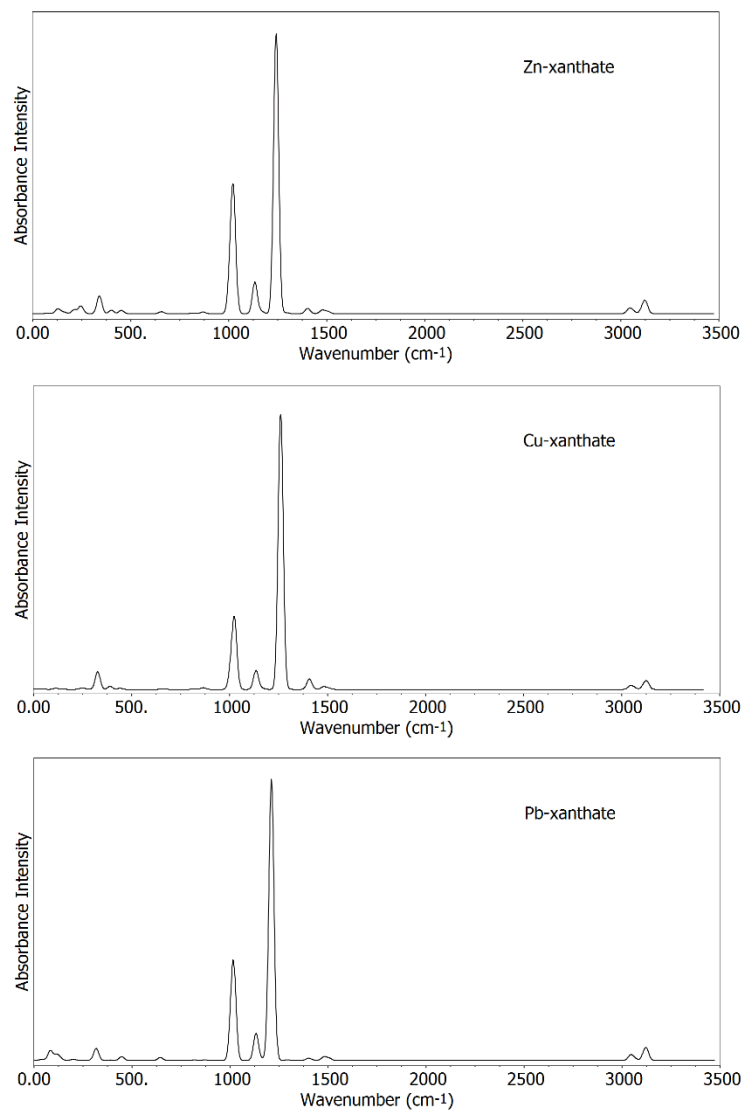 Zn-xanthate
Absorbance Intensity
0.00 500. 1000 1500 2000 2500 3000 3500
Wavenumber (cm-1)
Cu-xanthate
Absorbance Intensity
0.00 500. 1000 1500 2000 2500 3000 3500
Wavenumber (cm-1)
Pb-xanthate
Absorbance Intensity
0.00 500. 1000 1500 2000 2500 3000 3500
Wavenumber (cm-1)